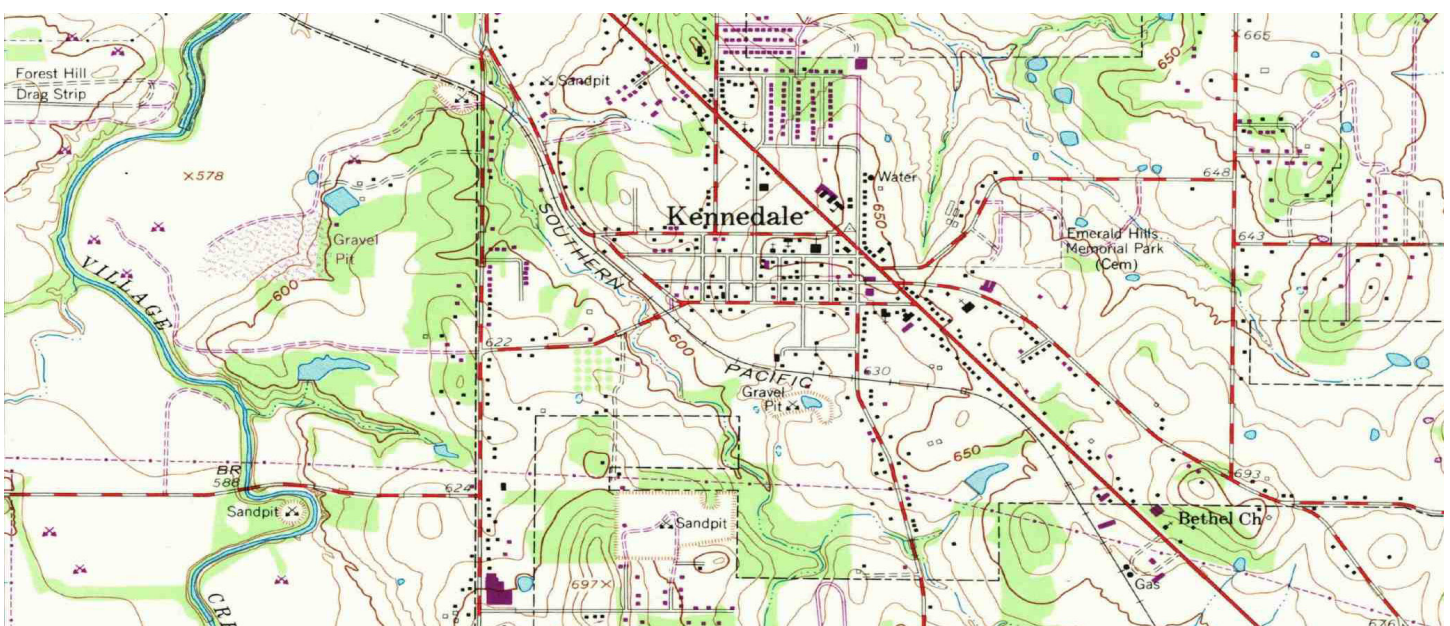 665
650
Forest Hill
Drag Strip
Sandpit
578
Water
648
Kennedale
650
SOUTHERN
Gravel
Pit
Emerald Hills
Memorial Park
(Cem)
643
VILLAGE
600
622
600
PACIFIC
630
Gravel
Pit
650
BR
588
624
693
Sandpit
Sandpit
Bethel Ch
697
Gas
676